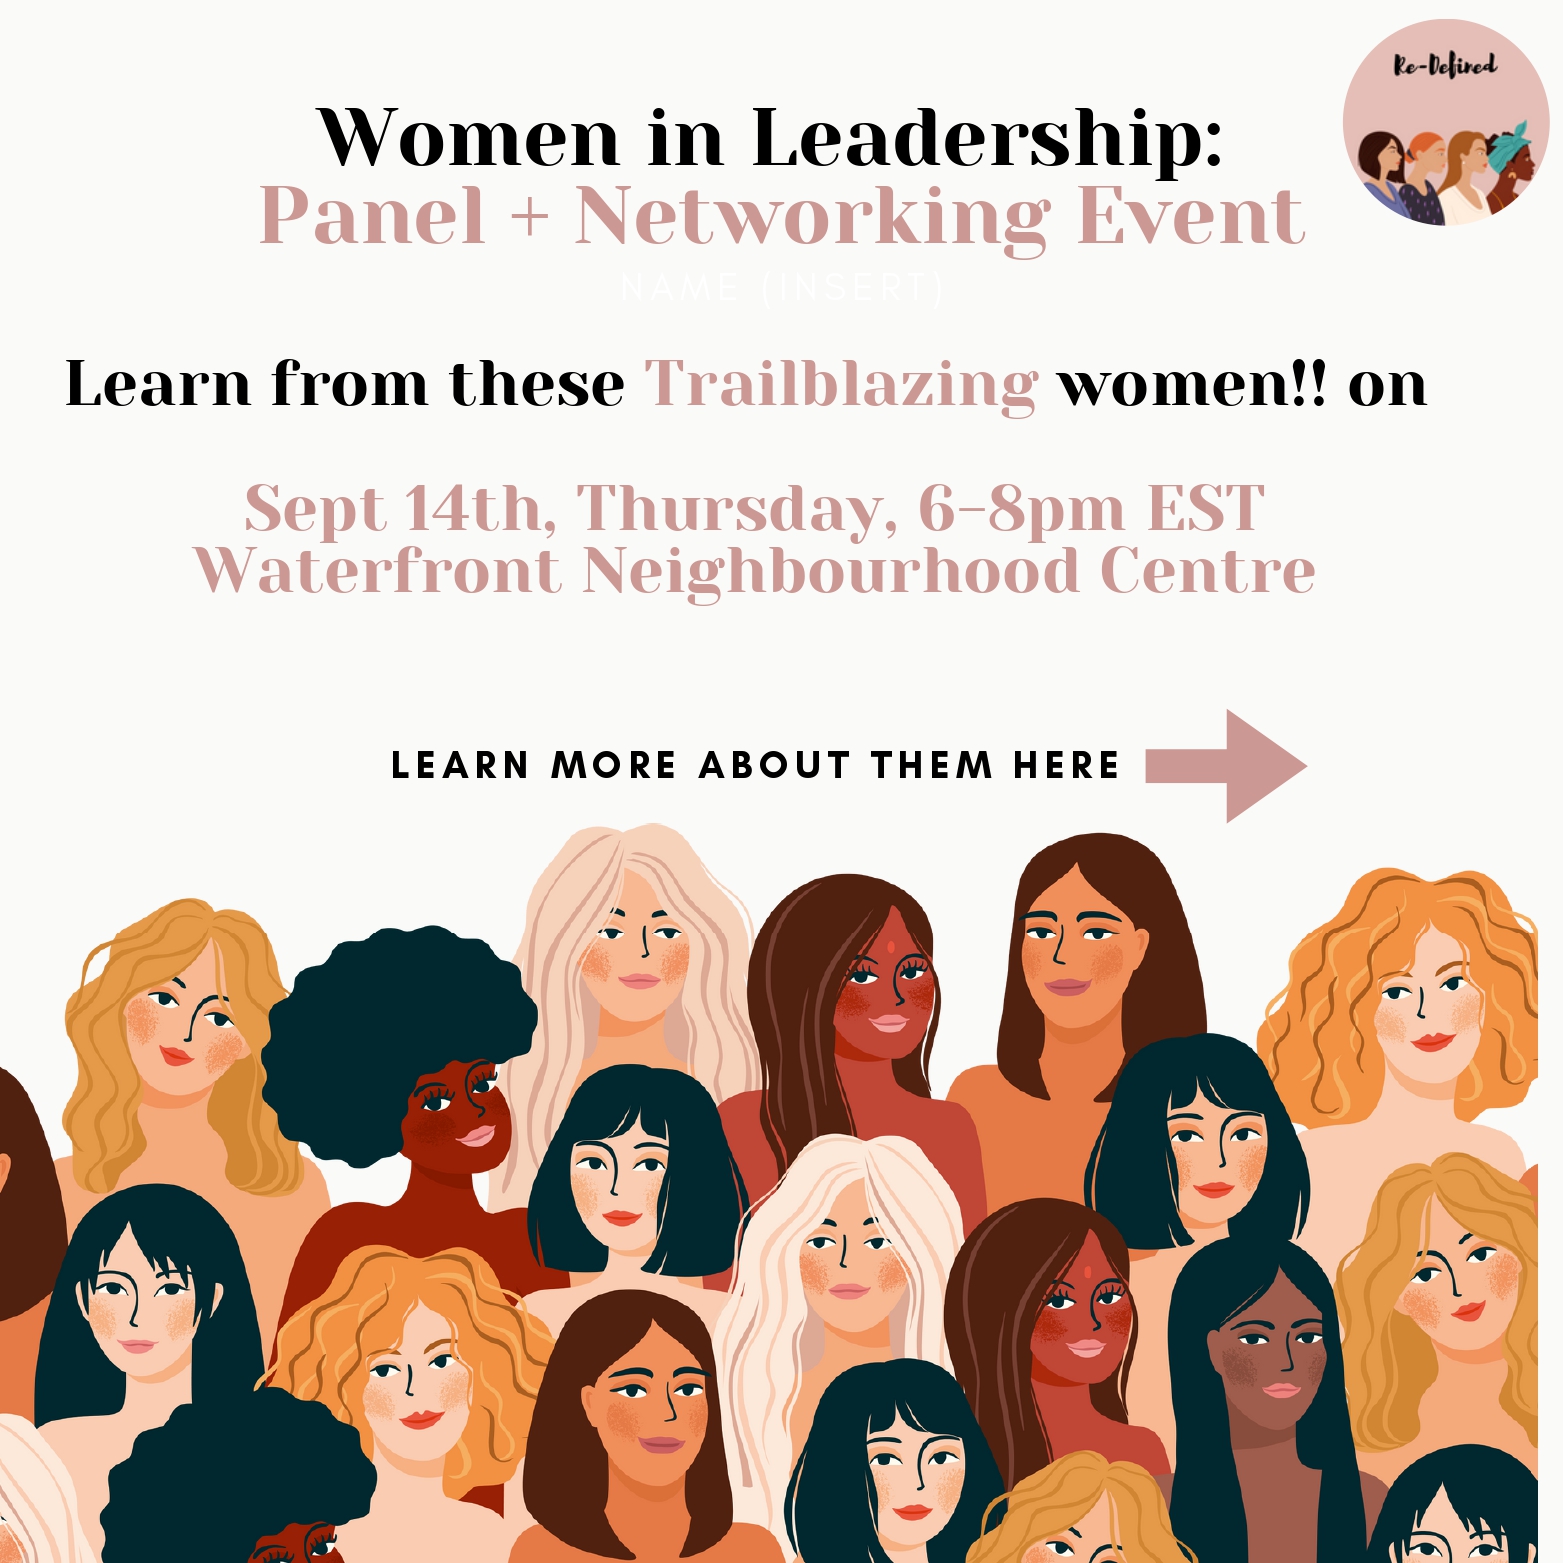 Re-Defined
Women in Leadership:
Panel + Networking Event
NAME (INSERT)
Learn from these Trailblazing women!! on
Sept 14th, Thursday, 6-8pm EST
Waterfront Neighbourhood Centre
LEARN MORE ABOUT THEM HERE